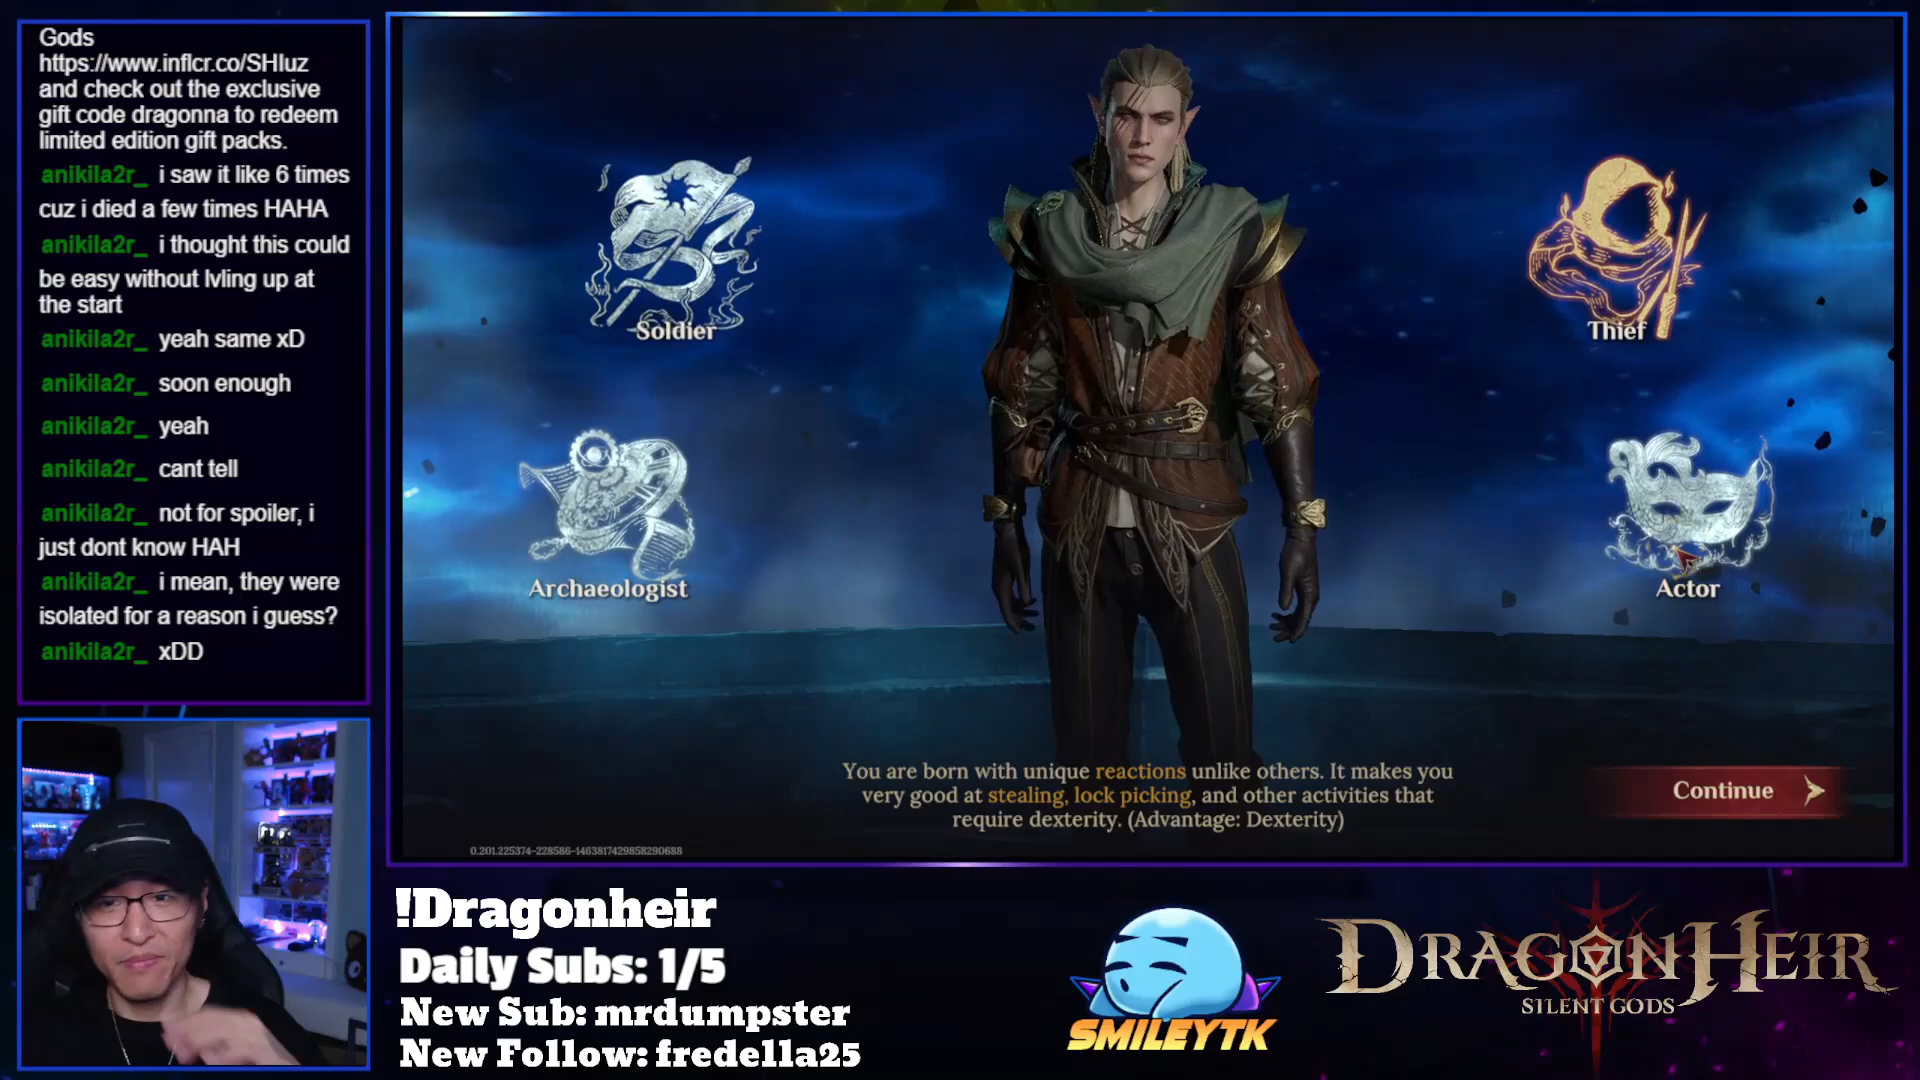 Gods
https://www.inflcr.co/SHIuz
and check out the exclusive
gift code dragonna to redeem
limited edition gift packs.
anikila2r_ i saw it like 6 times
cuz i died a few times HAHA
anikila2r_ i thought this could
be easy without lvling up at
the start
anikila2r_ yeah same xD
anikila2r_ soon enough
anikila2r_ yeah
anikila2r_ cant tell
anikila2r_ not for spoiler, i
just dont know HAH
anikila2r_ i mean, they were
isolated for a reason i guess?
anikila2r_ xDD
Soldier
Thief
Archaeologist
Actor
You are born with unique reactions unlike others. It makes you
very good at stealing, lock picking, and other activities that
require dexterity. (Advantage: Dexterity)
Continue
0.201.225374-228586-1463817429858290688
!Dragonheir
Daily Subs: 1/5
New Sub: mrdumpster
New Follow: fredella25
SMILEYTK
DRAGONHEIR
SILENT GODS